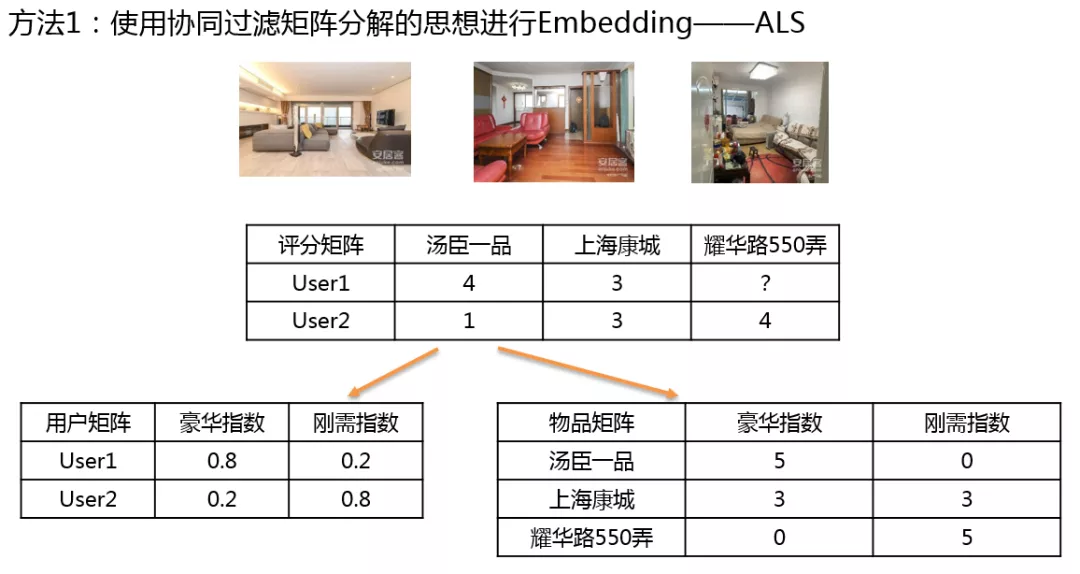 方法1：使用协同过滤矩阵分解的思想进行Embedding——ALS
安居客
安居客
安居客
评分矩阵 汤臣一品 上海康城 耀华路550弄
User1 4 3 ?
User2 1 3 4
用户矩阵 豪华指数 刚需指数
User1 0.8 0.2
User2 0.2 0.8
物品矩阵 豪华指数 刚需指数
汤臣一品 5 0
上海康城 3 3
耀华路550弄 0 5